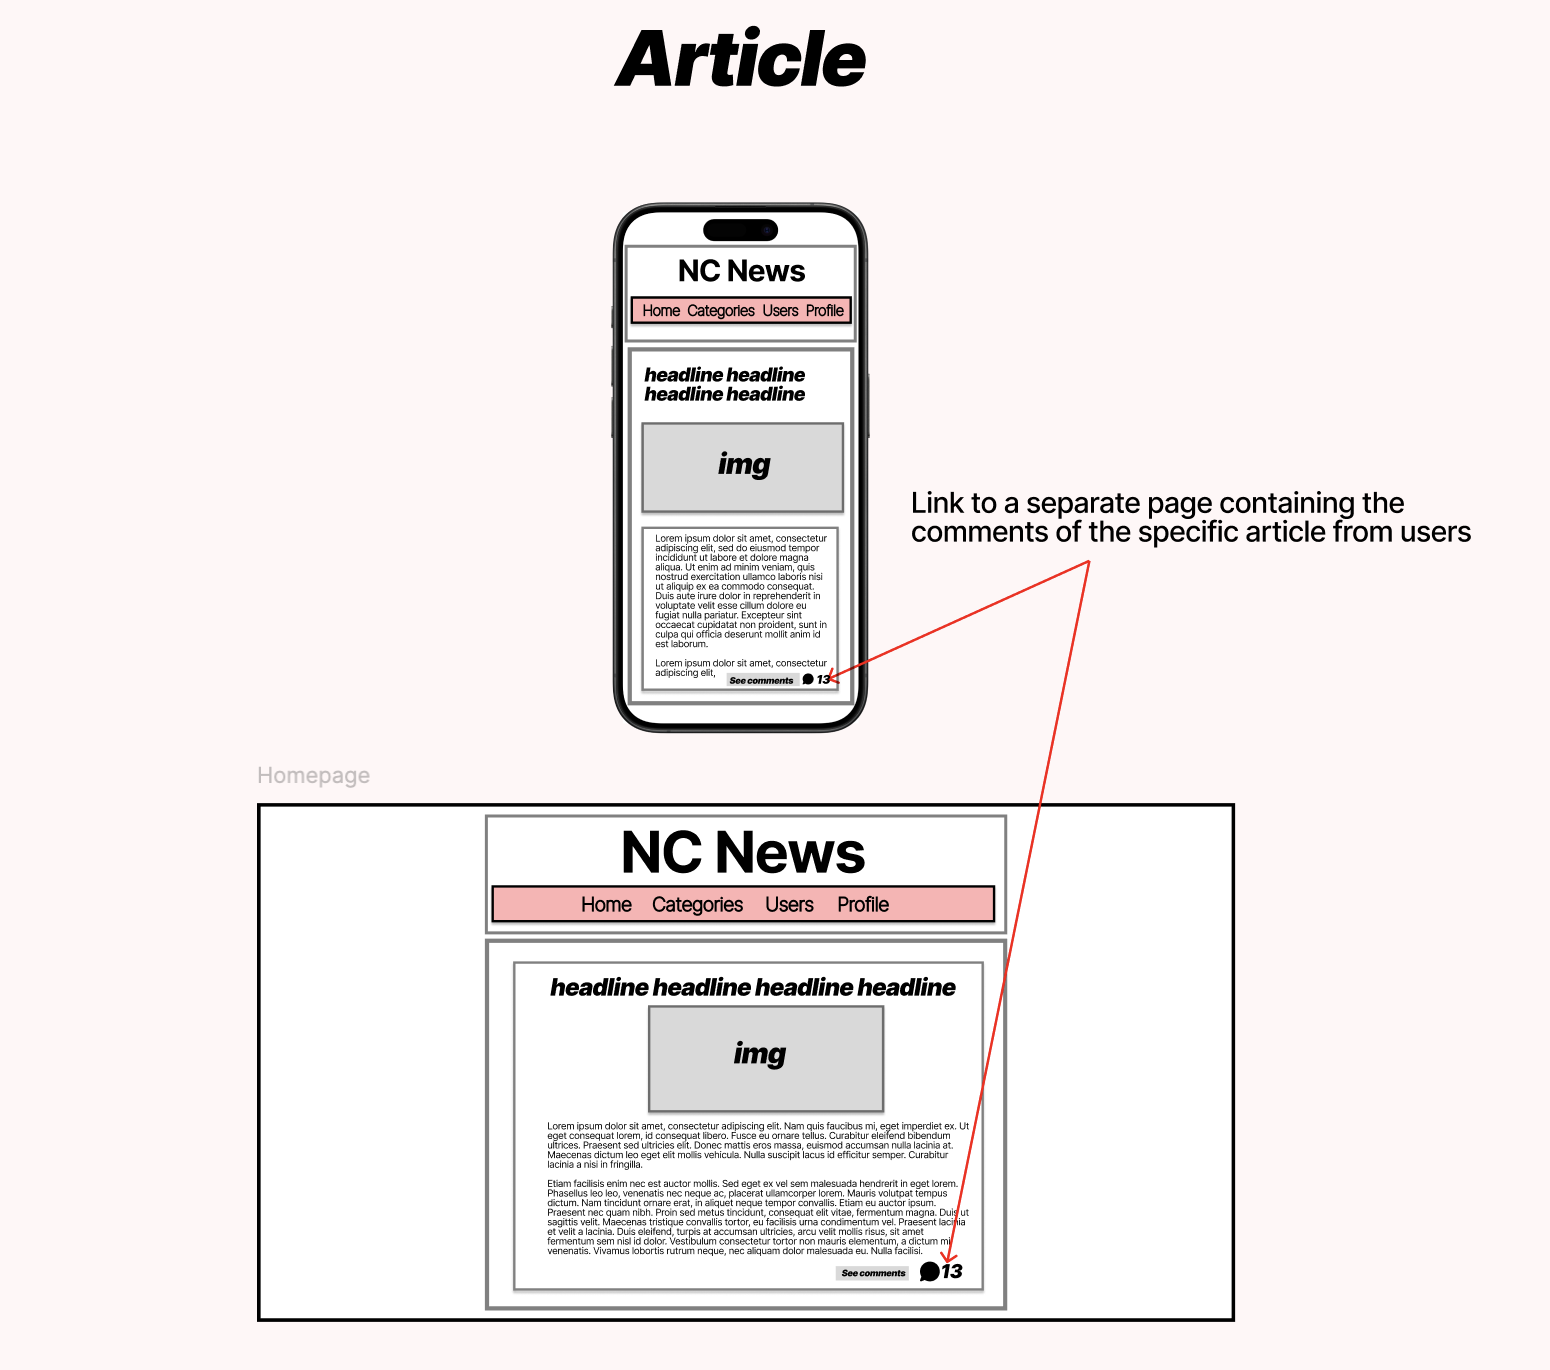 Article
NC News
Home Categories Users Profile
headline headline
headline headline
img
Link to a separate page containing the
comments of the specific article from users
Lorem ipsum dolor sit amet, consectetur
adipiscing elit, sed do eiusmod tempor
incididunt ut labore et dolore magna
aliqua. Ut enim ad minim veniam, quis
nostrud exercitation ullamco laboris nisi
ut aliquip ex ea commodo consequat.
Duis aute irure dolor in reprehenderit in
voluptate velit esse cillum dolore eu
fugiat nulla pariatur. Excepteur sint
occaecat cupidatat non proident, sunt in
culpa qui officia deserunt mollit anim id
est laborum.
Lorem ipsum dolor sit amet, consectetur
adipiscing elit,
See comments 13
Homepage
NC News
Home Categories Users Profile
headline headline headline headline
img
Lorem ipsum dolor sit amet, consectetur adipiscing elit. Nam quis faucibus mi, eget imperdiet ex. Ut
eget consequat lorem, id consequat libero. Fusce eu ornare tellus. Curabitur eleifend bibendum
ultrices. Praesent sed ultricies elit. Donec mattis eros massa, euismod accumsan nulla lacinia at.
Maecenas dictum leo eget elit mollis vehicula. Nulla suscipit lacus id efficitur semper. Curabitur
lacinia a nisi in fringilla.
Etiam facilisis enim nec est auctor mollis. Sed eget ex vel sem malesuada hendrerit in eget lorem.
Phasellus leo leo, venenatis nec neque ac, placerat ullamcorper lorem. Mauris volutpat tempus
dictum. Nam tincidunt ornare erat, in aliquet neque tempor convallis. Etiam eu auctor ipsum.
Praesent nec quam nibh. Proin sed metus tincidunt, consequat elit vitae, fermentum magna. Duis ut
sagittis velit. Maecenas tristique convallis tortor, eu facilisis urna condimentum vel. Praesent lacinia
et velit a lacinia. Duis eleifend, turpis at accumsan ultricies, arcu velit mollis risus, sit amet
fermentum sem nisl id dolor. Vestibulum consectetur tortor non mauris elementum, a dictum mi
venenatis. Vivamus lobortis rutrum neque, nec aliquam dolor malesuada eu. Nulla facilisi.
See comments 13